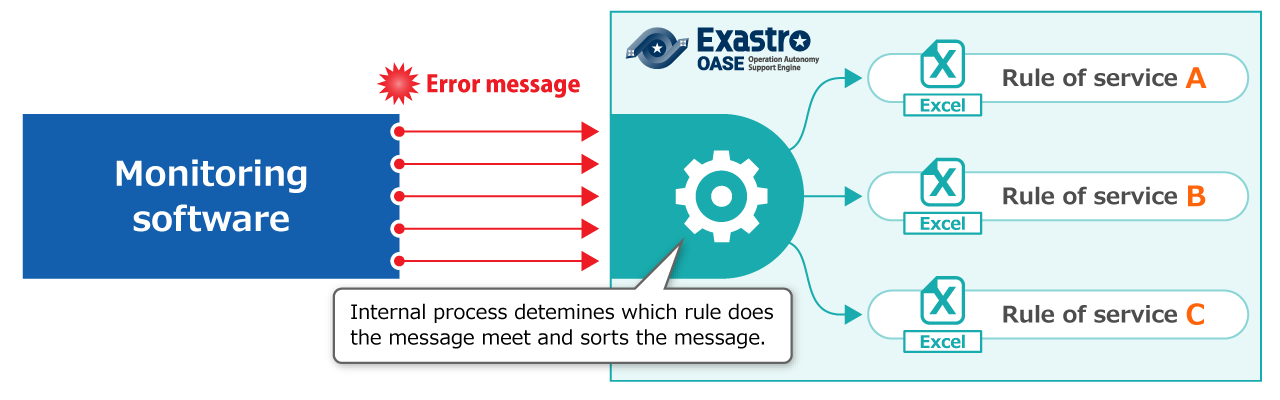 Exastro
OASE Operation Autonomy
Support Engine
Error message
Monitoring
software
Excel
Rule of service A
Excel
Rule of service B
Excel
Rule of service C
Internal process detemines which rule does
the message meet and sorts the message.